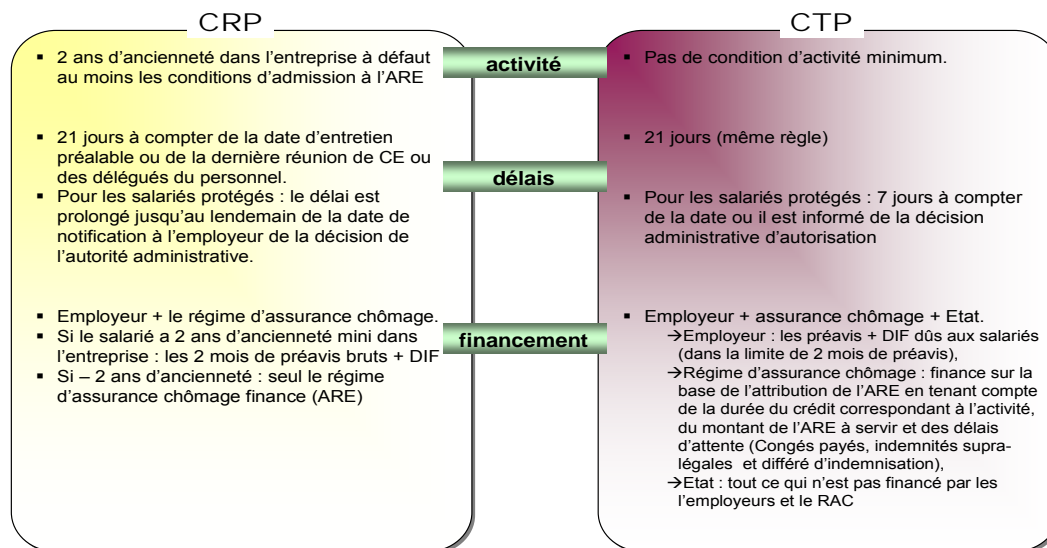 CRP
▪ 2 ans d'ancienneté dans l'entreprise à défaut
au moins les conditions d'admission à l'ARE
▪ 21 jours à compter de la date d'entretien
préalable ou de la dernière réunion de CE ou
des délégués du personnel.
▪ Pour les salariés protégés : le délai est
prolongé jusqu'au lendemain de la date de
notification à l'employeur de la décision de
l'autorité administrative.
▪ Employeur + le régime d'assurance chômage.
▪ Si le salarié a 2 ans d'ancienneté mini dans
l'entreprise : les 2 mois de préavis bruts + DIF
▪ Si – 2 ans d'ancienneté : seul le régime
d'assurance chômage finance (ARE)
activité
délais
financement
CTP
▪ Pas de condition d'activité minimum.
▪ 21 jours (même règle)
▪ Pour les salariés protégés : 7 jours à compter
de la date ou il est informé de la décision
administrative d'autorisation
▪ Employeur + assurance chômage + Etat.
→Employeur : les préavis + DIF dûs aux salariés
(dans la limite de 2 mois de préavis),
→Régime d'assurance chômage : finance sur la
base de l'attribution de l'ARE en tenant compte
de la durée du crédit correspondant à l'activité,
du montant de l'ARE à servir et des délais
d'attente (Congés payés, indemnités supra-
légales et différé d'indemnisation),
→Etat : tout ce qui n'est pas financé par les
l'employeurs et le RAC